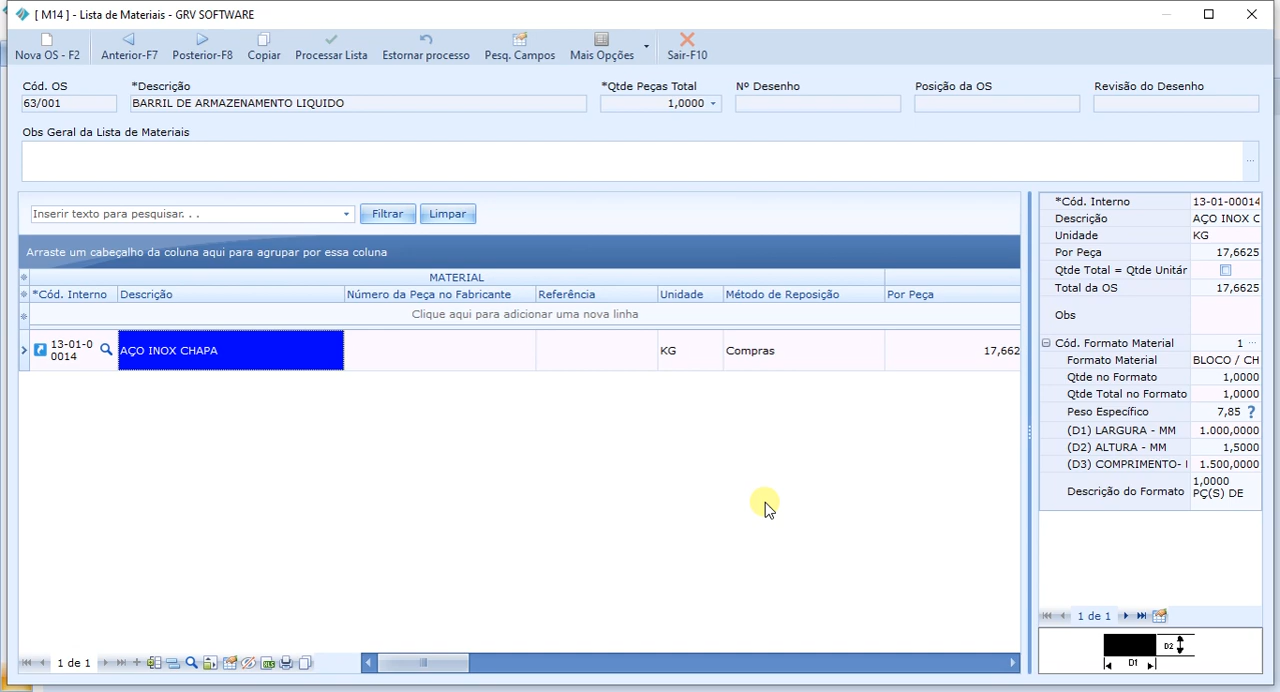 [ M14 ] - Lista de Materiais - GRV SOFTWARE
Nova OS - F2 Anterior-F7 Posterior-F8 Copiar Processar Lista Estornar processo Pesq. Campos Mais Opções Sair-F10
Cód. OS *Descrição *Qtde Peças Total Nº Desenho Posição da OS Revisão do Desenho
63/001 BARRIL DE ARMAZENAMENTO LIQUIDO 1,0000
Obs Geral da Lista de Materiais
...
Inserir texto para pesquisar. . . Filtrar Limpar
Arraste um cabeçalho da coluna aqui para agrupar por essa coluna
MATERIAL
*Cód. Interno Descrição Número da Peça no Fabricante Referência Unidade Método de Reposição Por Peça
Clique aqui para adicionar uma nova linha
13-01-0
0014 AÇO INOX CHAPA KG Compras 17,662
1 de 1
*Cód. Interno 13-01-00014
Descrição AÇO INOX C
Unidade KG
Por Peça 17,6625
Qtde Total = Qtde Unitár
Total da OS 17,6625
Obs
Cód. Formato Material 1 ...
Formato Material BLOCO / CH
Qtde no Formato 1,0000
Qtde Total no Formato 1,0000
Peso Específico 7,85 ?
(D1) LARGURA - MM 1.000,0000
(D2) ALTURA - MM 1,5000
(D3) COMPRIMENTO- 1.500,0000
Descrição do Formato 1,0000
PÇ(S) DE
1 de 1
D2
D1